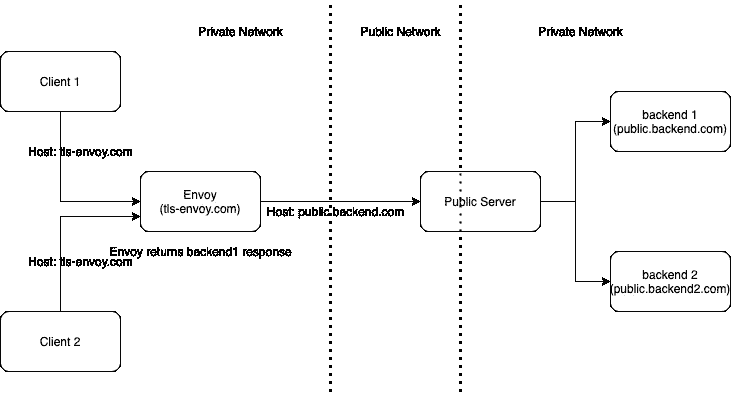 Private Network
Public Network
Private Network
Client 1
backend 1
(public.backend.com)
Host: tls-envoy.com
Envoy
(tls-envoy.com)
Public Server
Host: public.backend.com
Envoy returns backend1 response
Host: tls-envoy.com
backend 2
(public.backend2.com)
Client 2